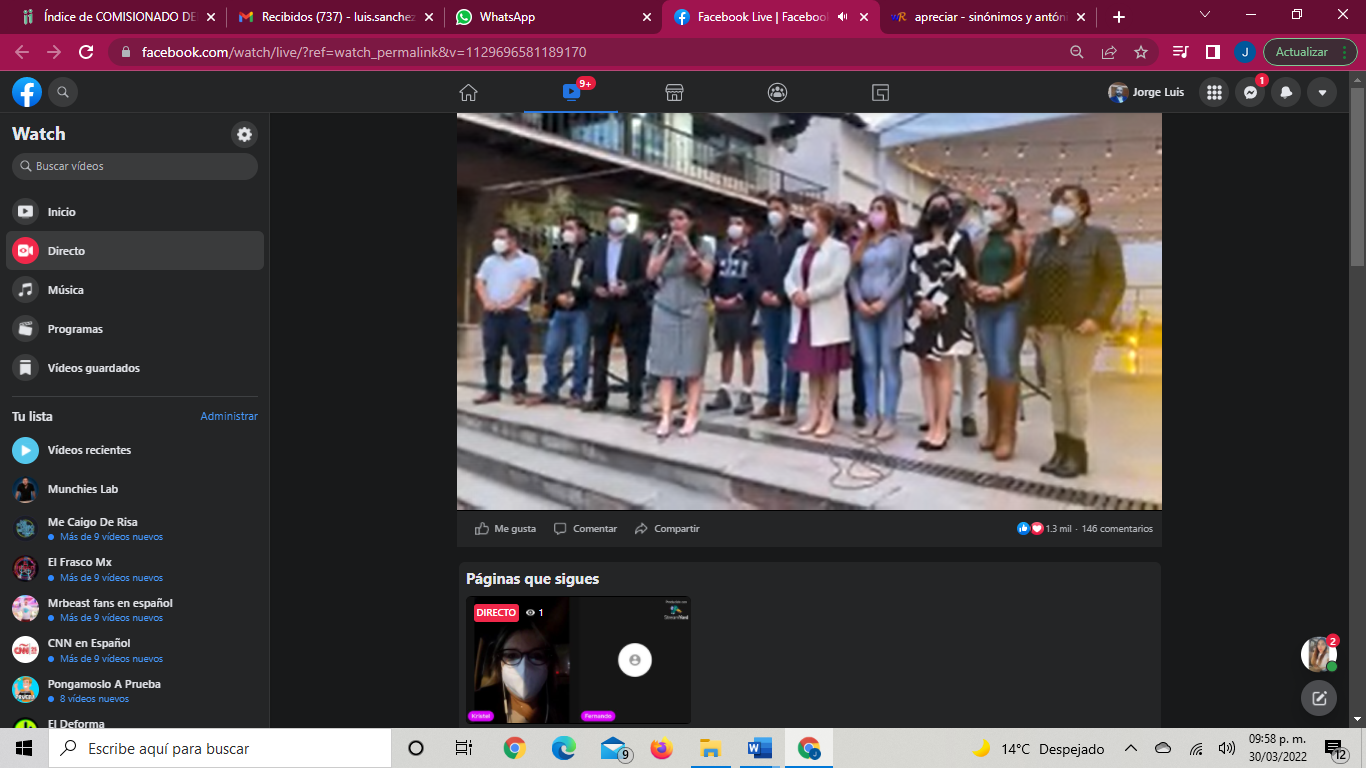 Índice de COMISIONADO DE
Recibidos (737) - luis.sanchez
WhatsApp
Facebook Live | Facebook
apreciar - sinónimos y antóni
facebook.com/watch/live/?ref=watch_permalink&v=1129696581189170
J
Actualizar
9+
Jorge Luis
1
Watch
Buscar vídeos
Inicio
Directo
Música
Programas
Vídeos guardados
Tu lista
Administrar
Vídeos recientes
Munchies Lab
Me Caigo De Risa
Más de 9 vídeos nuevos
El Frasco Mx
Más de 9 vídeos nuevos
Mrbeast fans en español
Más de 9 vídeos nuevos
CNN en Español
Más de 9 vídeos nuevos
Pongamoslo A Prueba
8 vídeos nuevos
El Deforma
Me gusta
Comentar
Compartir
1.3 mil · 146 comentarios
Páginas que sigues
DIRECTO
1
StreamYard
Kristel
Fernando
2
Escribe aquí para buscar
9
14°C Despejado
09:58 p. m.
30/03/2022
12